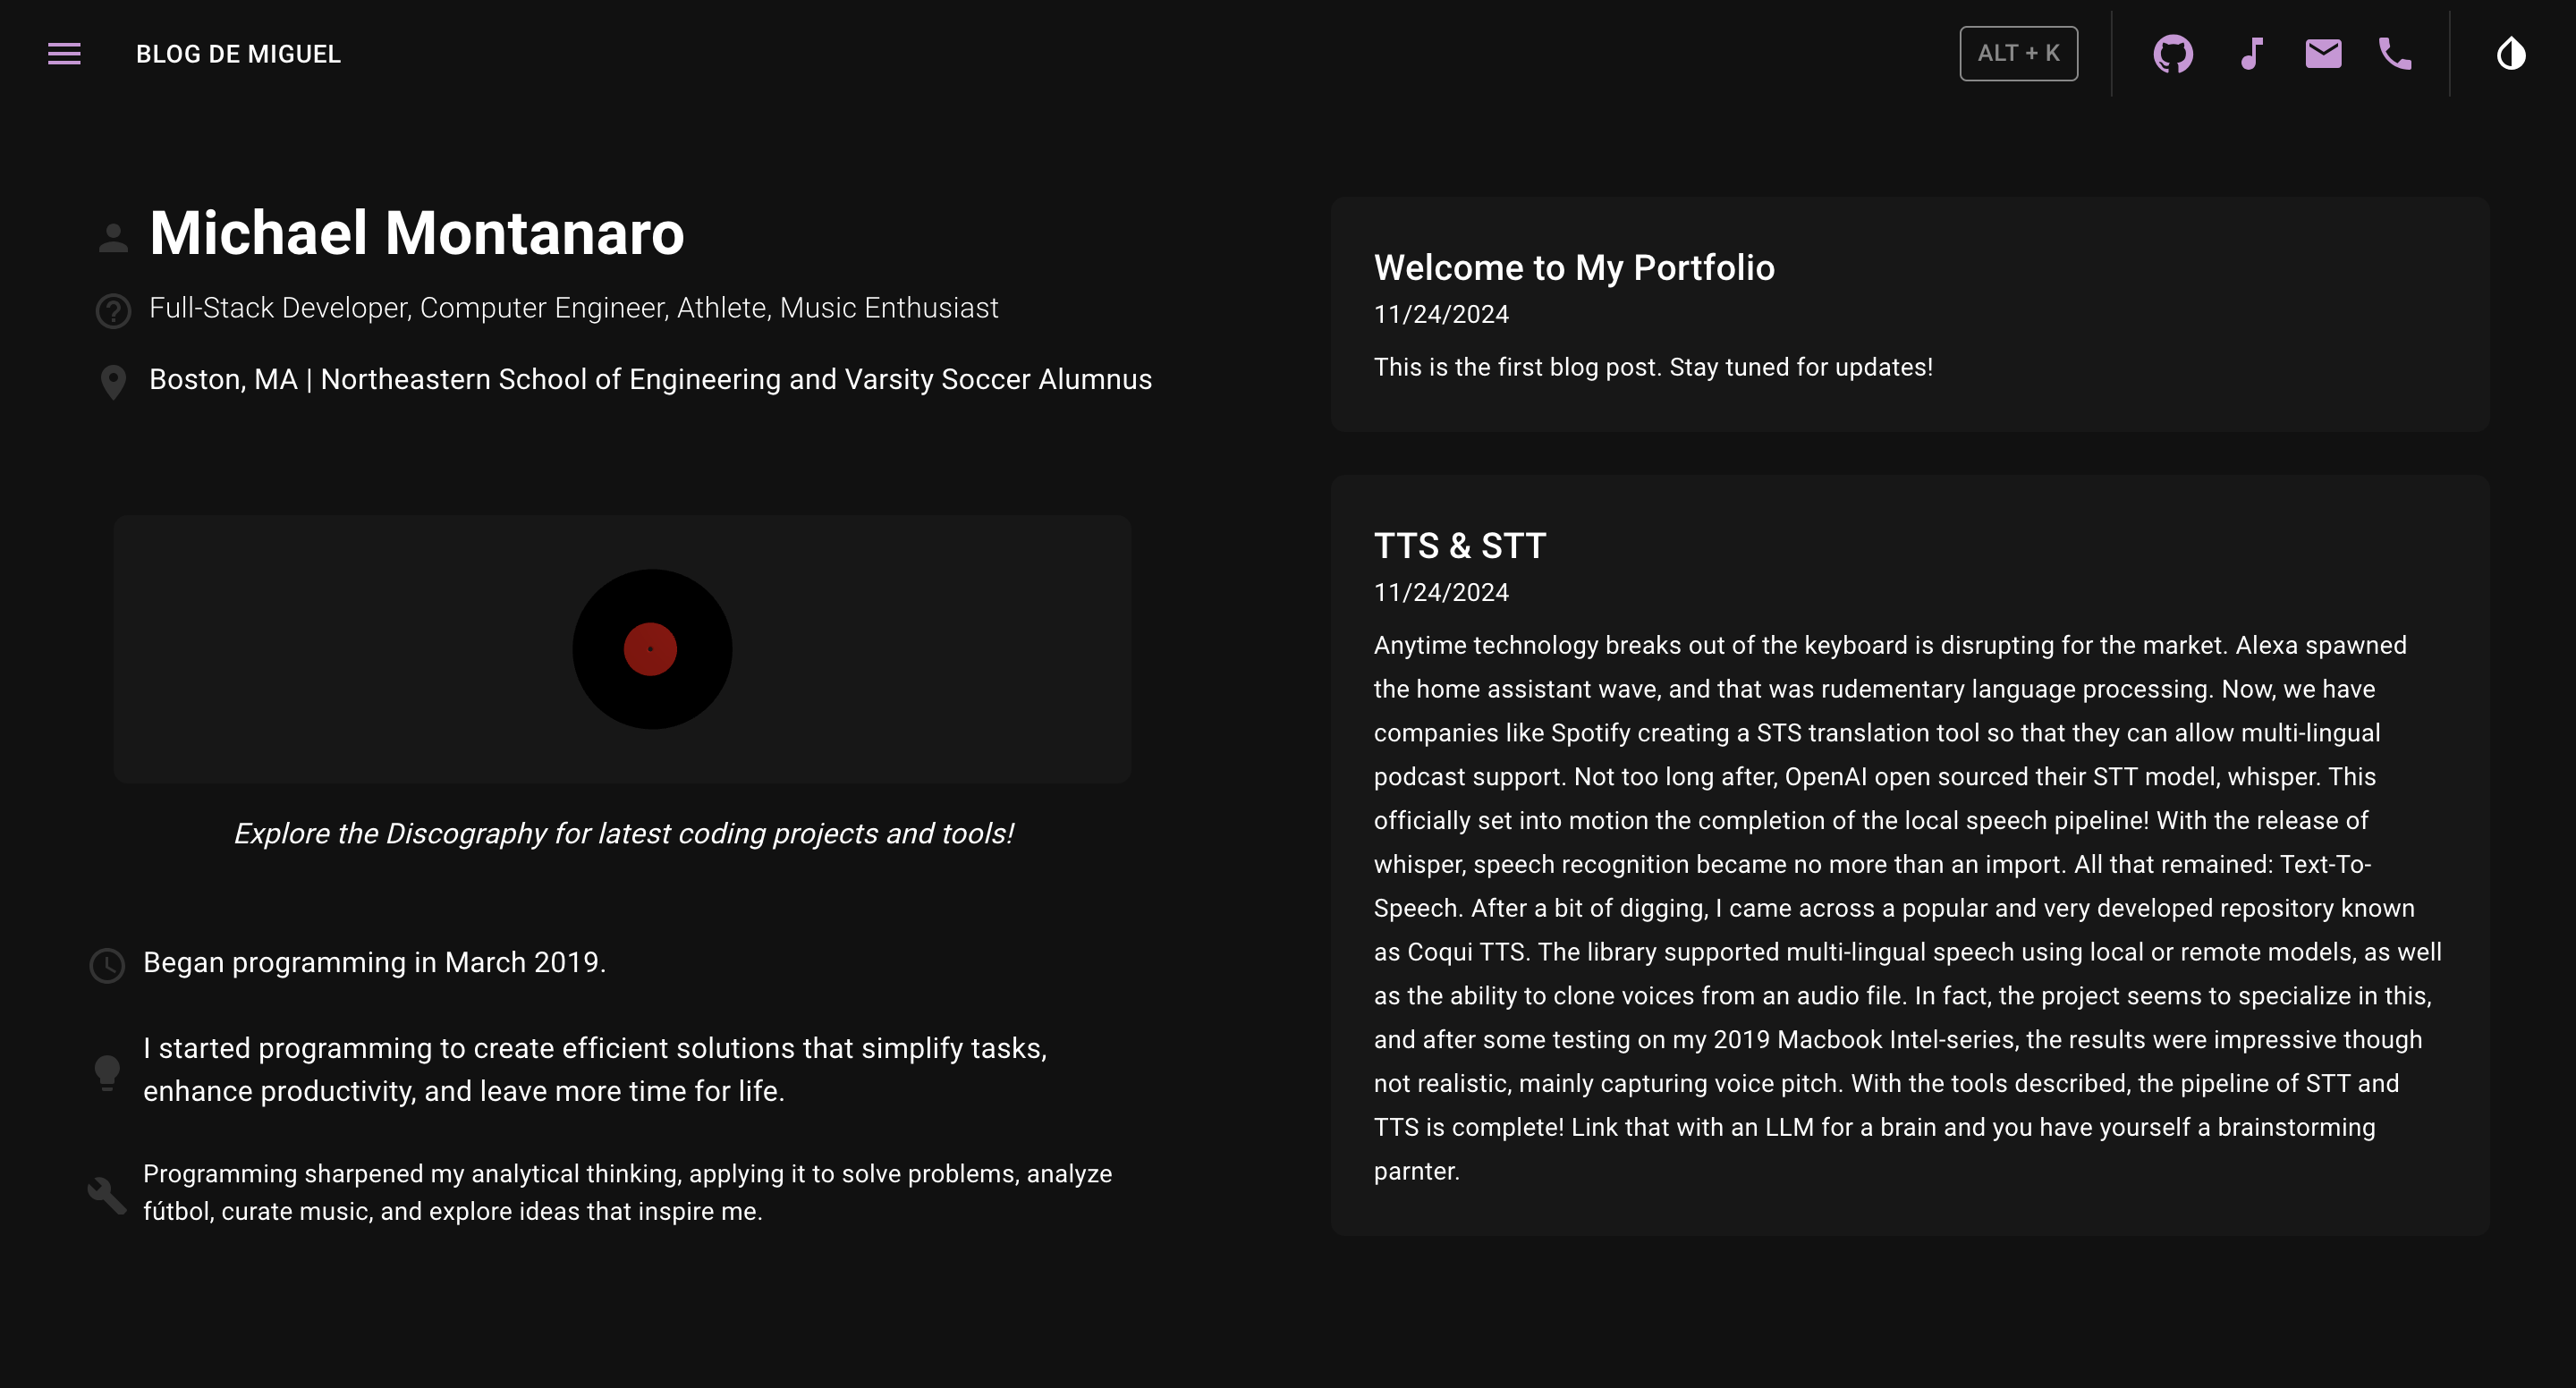 BLOG DE MIGUEL
ALT + K
Michael Montanaro
Full-Stack Developer, Computer Engineer, Athlete, Music Enthusiast
Boston, MA | Northeastern School of Engineering and Varsity Soccer Alumnus
Explore the Discography for latest coding projects and tools!
Began programming in March 2019.
I started programming to create efficient solutions that simplify tasks,
enhance productivity, and leave more time for life.
Programming sharpened my analytical thinking, applying it to solve problems, analyze
fútbol, curate music, and explore ideas that inspire me.
Welcome to My Portfolio
11/24/2024
This is the first blog post. Stay tuned for updates!
TTS & STT
11/24/2024
Anytime technology breaks out of the keyboard is disrupting for the market. Alexa spawned
the home assistant wave, and that was rudementary language processing. Now, we have
companies like Spotify creating a STS translation tool so that they can allow multi-lingual
podcast support. Not too long after, OpenAI open sourced their STT model, whisper. This
officially set into motion the completion of the local speech pipeline! With the release of
whisper, speech recognition became no more than an import. All that remained: Text-To-
Speech. After a bit of digging, I came across a popular and very developed repository known
as Coqui TTS. The library supported multi-lingual speech using local or remote models, as well
as the ability to clone voices from an audio file. In fact, the project seems to specialize in this,
and after some testing on my 2019 Macbook Intel-series, the results were impressive though
not realistic, mainly capturing voice pitch. With the tools described, the pipeline of STT and
TTS is complete! Link that with an LLM for a brain and you have yourself a brainstorming
parnter.